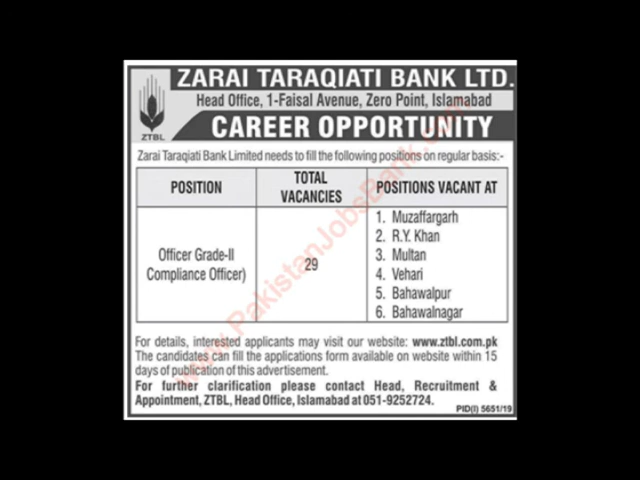 ZARAI TARAQIATI BANK LTD.
Head Office, 1-Faisal Avenue, Zero Point, Islamabad
ZTBL
CAREER OPPORTUNITY
Zarai Taraqiati Bank Limited needs to fill the following positions on regular basis:-
POSITION
TOTAL
VACANCIES
POSITIONS VACANT AT
Officer Grade-II
Compliance Officer)
29
1. Muzaffargarh
2. R.Y. Khan
3. Multan
4. Vehari
5. Bahawalpur
6. Bahawalnagar
For details, interested applicants may visit our website: www.ztbl.com.pk
The candidates can fill the applications form available on website within 15
days of publication of this advertisement.
For further clarification please contact Head, Recruitment &
Appointment, ZTBL, Head Office, Islamabad at 051-9252724.
PID(I) 5651/19
www.PakistanJobsBank.com